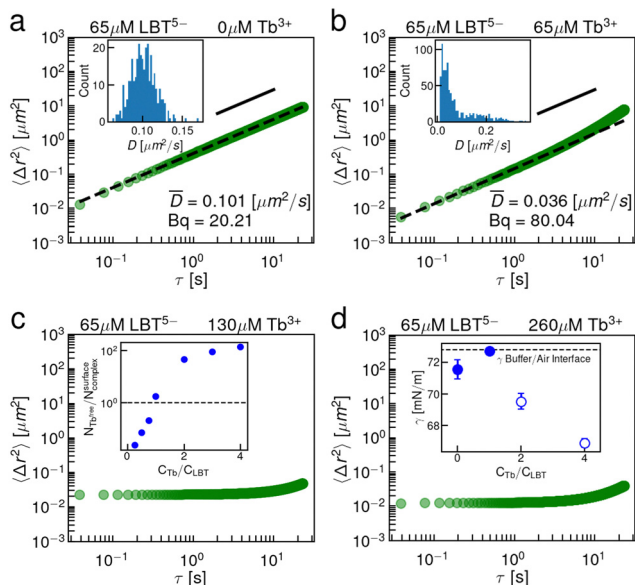 a
65μM LBT⁵⁻ 0μM Tb³⁺
10³
10²
10¹
10⁰
10⁻¹
10⁻²
10⁻³
⟨Δr²⟩ [μm²]
20
10
0
Count
0.10 0.15
D [μm²/s]
D̅ = 0.101 [μm²/s]
Bq = 20.21
10⁻¹ 10⁰ 10¹
τ [s]
b
65μM LBT⁵⁻ 65μM Tb³⁺
10³
10²
10¹
10⁰
10⁻¹
10⁻²
10⁻³
⟨Δr²⟩ [μm²]
100
50
0
Count
0.0 0.2
D [μm²/s]
D̅ = 0.036 [μm²/s]
Bq = 80.04
10⁻¹ 10⁰ 10¹
τ [s]
c
65μM LBT⁵⁻ 130μM Tb³⁺
10³
10²
10¹
10⁰
10⁻¹
10⁻²
10⁻³
⟨Δr²⟩ [μm²]
10²
10⁰
N_Tb^free/N_complex^surface
0 1 2 3 4
C_Tb/C_LBT
10⁻¹ 10⁰ 10¹
τ [s]
d
65μM LBT⁵⁻ 260μM Tb³⁺
10³
10²
10¹
10⁰
10⁻¹
10⁻²
10⁻³
⟨Δr²⟩ [μm²]
72
70
68
γ [mN/m]
γ Buffer/Air Interface
0 2 4
C_Tb/C_LBT
10⁻¹ 10⁰ 10¹
τ [s]